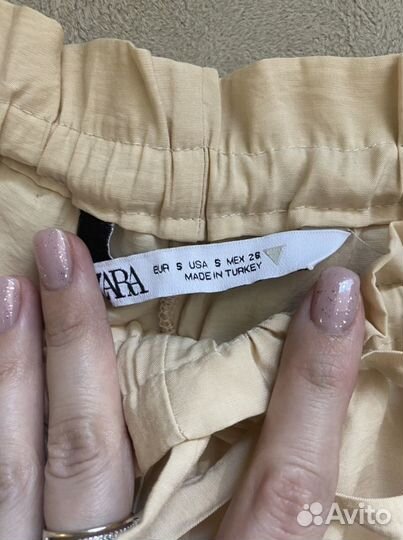 ZARA
EUR S USA S MEX 26
MADE IN TURKEY
Avito